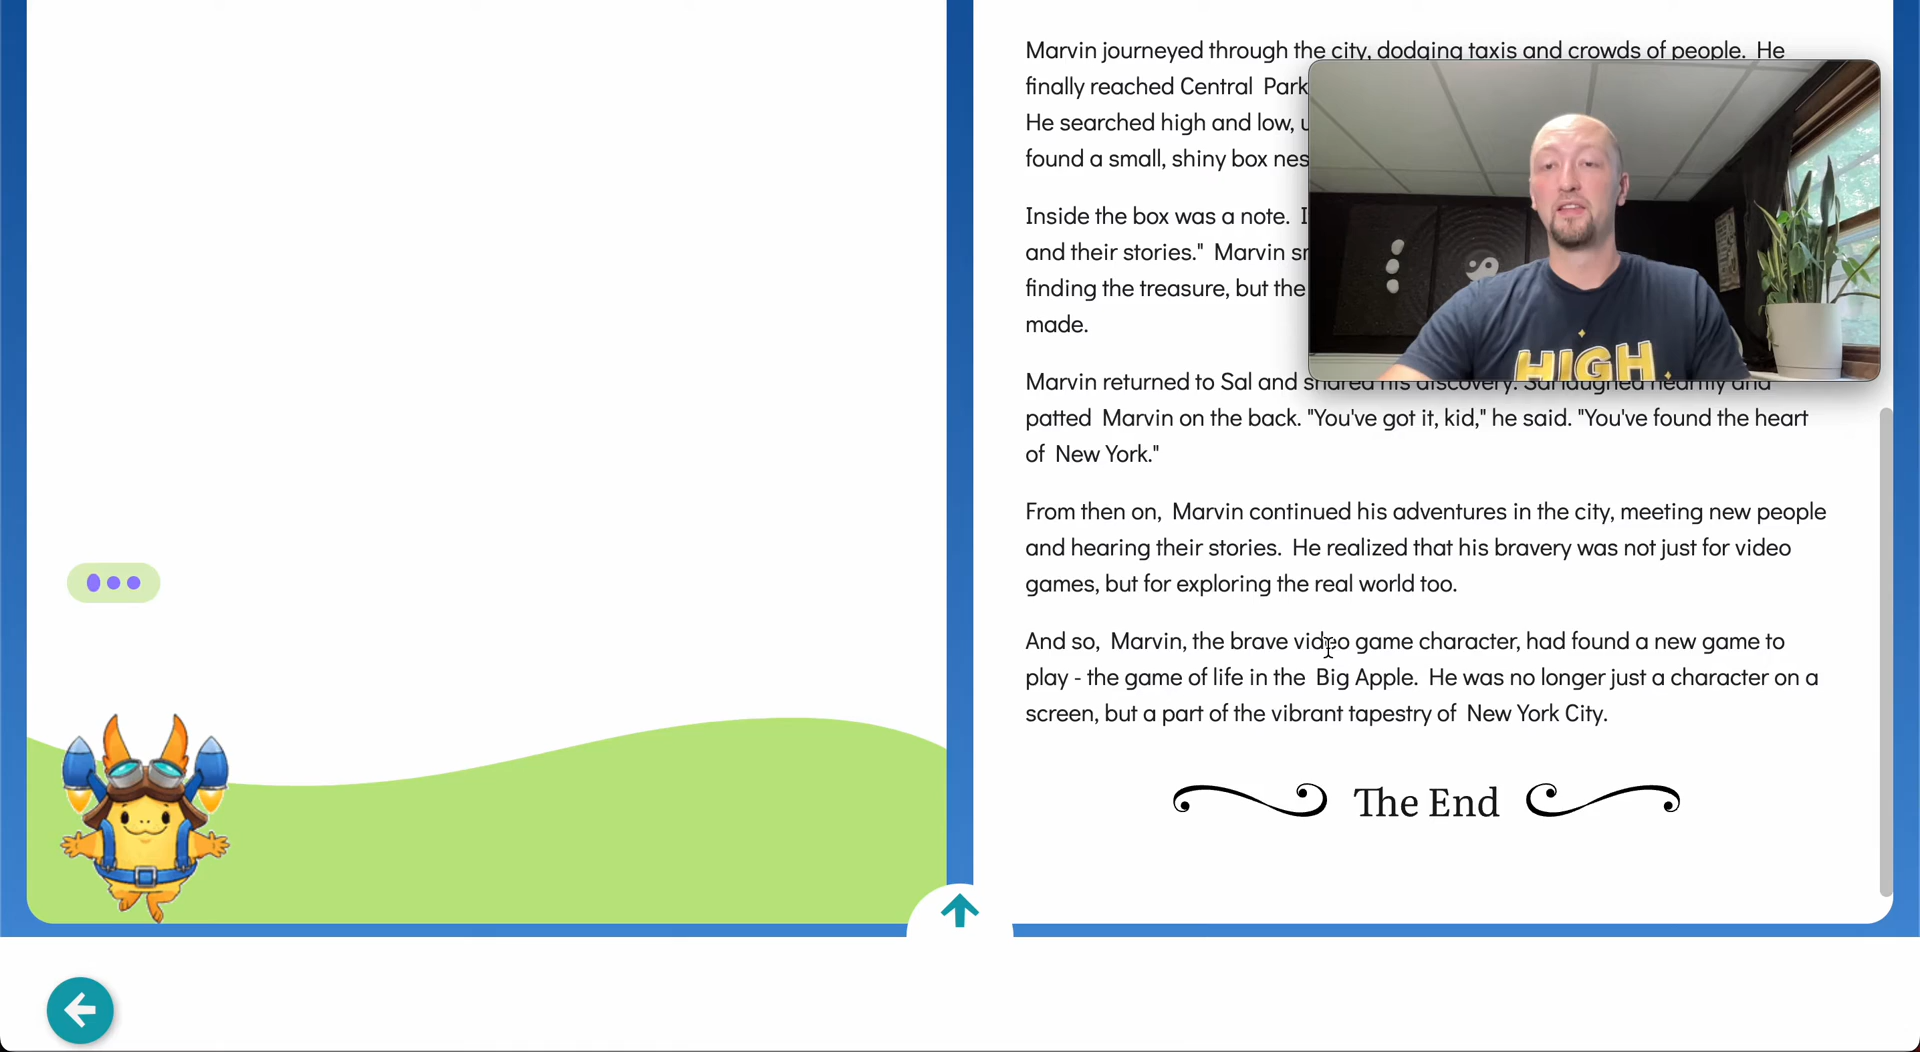 Marvin journeyed through the city, dodging taxis and crowds of people. He
finally reached Central Park
He searched high and low,
found a small, shiny box
Inside the box was a note.
and their stories." Marvin
finding the treasure, but the
made.
Marvin returned to Sal and shared his discovery. Sal laughed heartily and
patted Marvin on the back. "You've got it, kid," he said. "You've found the heart
of New York."
From then on, Marvin continued his adventures in the city, meeting new people
and hearing their stories. He realized that his bravery was not just for video
games, but for exploring the real world too.
And so, Marvin, the brave video game character, had found a new game to
play - the game of life in the Big Apple. He was no longer just a character on a
screen, but a part of the vibrant tapestry of New York City.
The End
HIGH